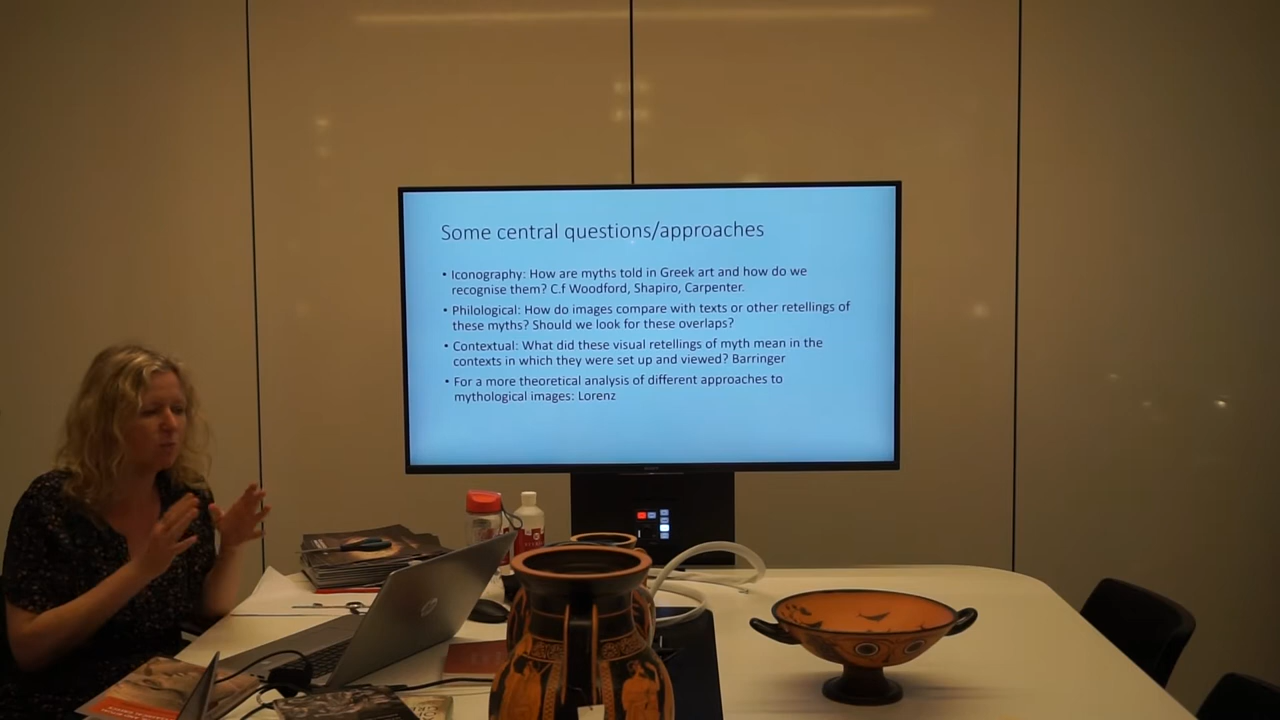 Some central questions/approaches
• Iconography: How are myths told in Greek art and how do we
recognise them? C.f Woodford, Shapiro, Carpenter.
• Philological: How do images compare with texts or other retellings of
these myths? Should we look for these overlaps?
• Contextual: What did these visual retellings of myth mean in the
contexts in which they were set up and viewed? Barringer
• For a more theoretical analysis of different approaches to
mythological images: Lorenz
hp